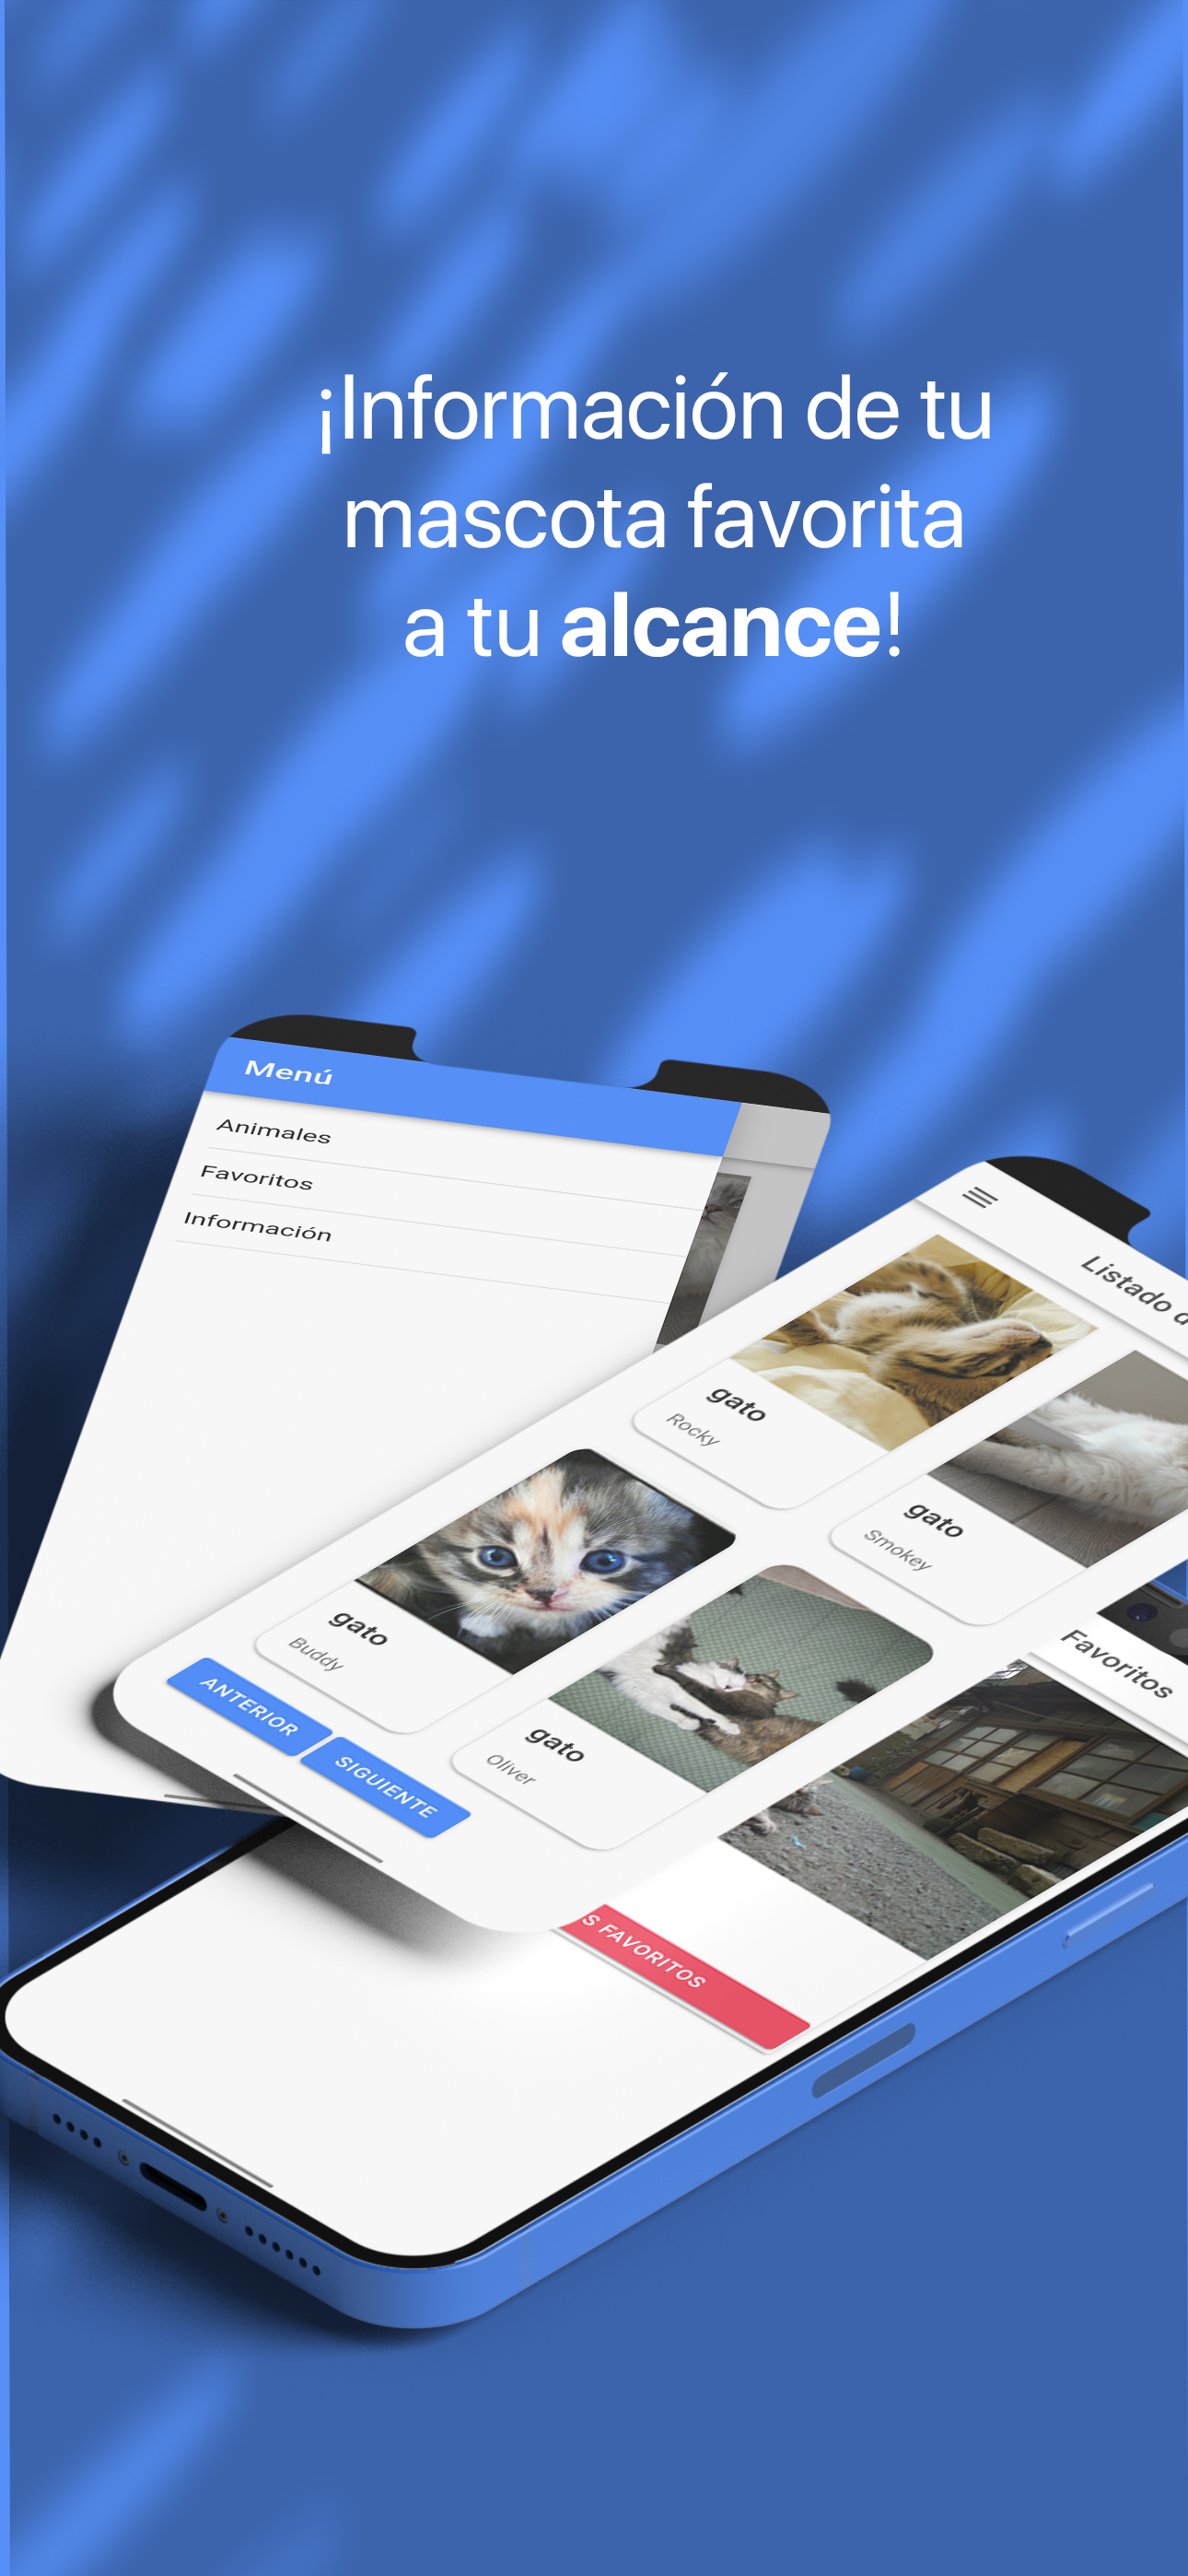 ¡Información de tu
mascota favorita
a tu alcance!
Menú
Animales
Favoritos
Información
Listado
gato
Rocky
gato
Smokey
gato
Buddy
gato
Oliver
ANTERIOR
SIGUIENTE
Favoritos
FAVORITOS